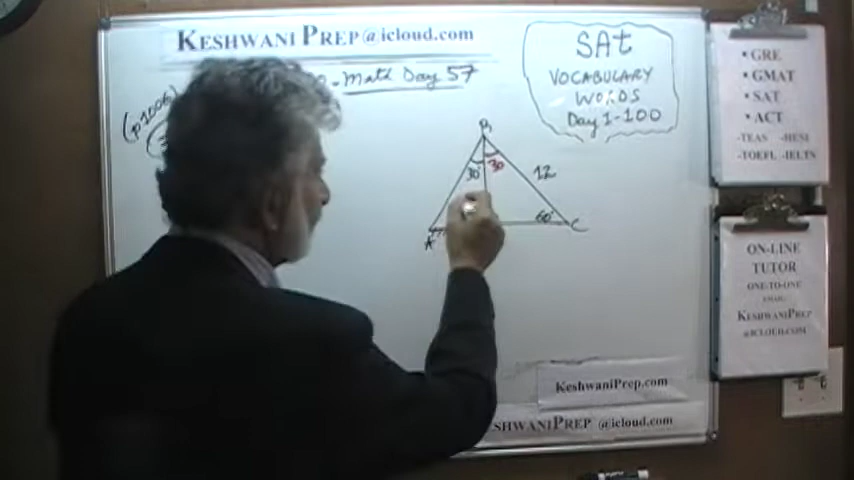 KESHWANI PREP @icloud.com
- Math Day 57
(p1006)
SAt
VOCABULARY
WORDS
Day 1-100
B
30°
30
12
60°
A
C
• GRE
• GMAT
• SAT
• ACT
-TEAS -HESI
-TOEFL -IELTS
ON-LINE
TUTOR
ONE-TO-ONE
EMAIL
KESHWANIPREP
@ICLOUD.COM
KESHWANIPREP.com
SHWANIPREP @icloud.com